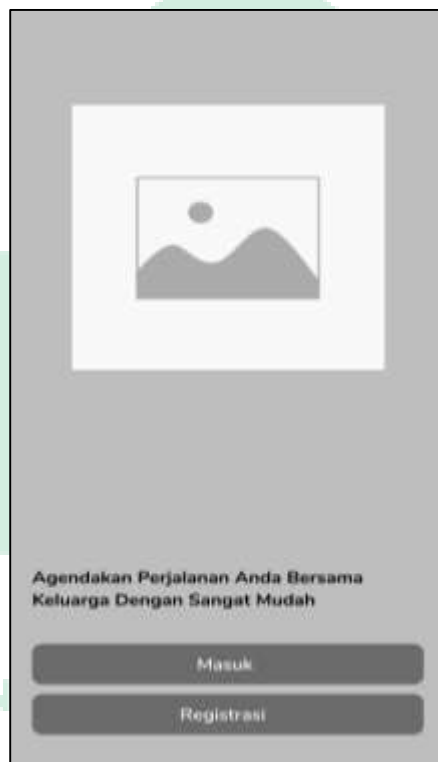 Agendakan Perjalanan Anda Bersama
Keluarga Dengan Sangat Mudah
Masuk
Registrasi